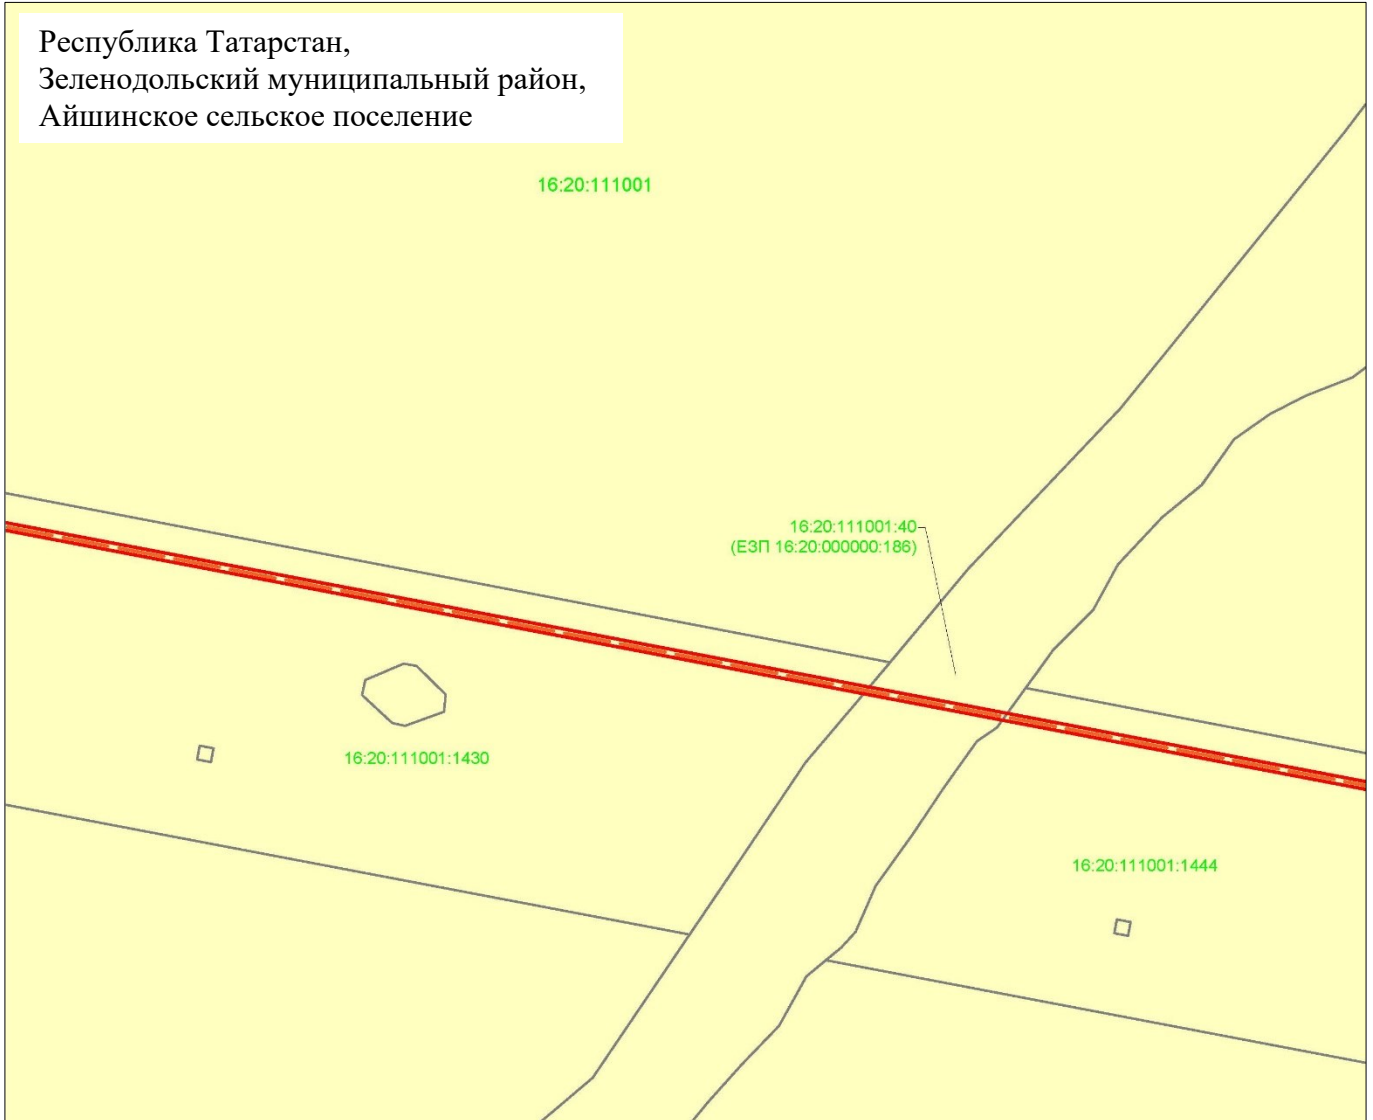 Республика Татарстан,
Зеленодольский муниципальный район,
Айшинское сельское поселение
16:20:111001
16:20:111001:40
(ЕЗП 16:20:000000:186)
16:20:111001:1430
16:20:111001:1444